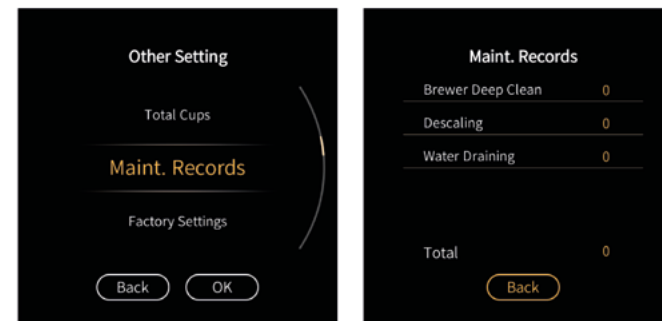 Other Setting
Total Cups
Maint. Records
Factory Settings
Back OK
Maint. Records
Brewer Deep Clean 0
Descaling 0
Water Draining 0
Total 0
Back